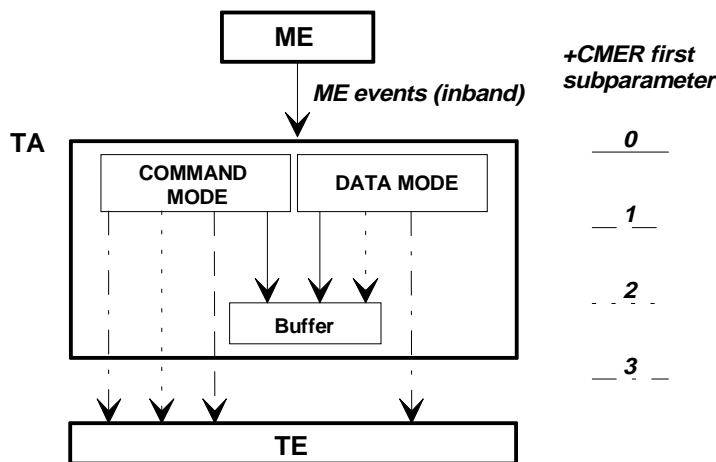 ME
+CMER first
subparameter
ME events (inband)
TA
0
COMMAND
MODE
DATA MODE
1
2
Buffer
3
TE